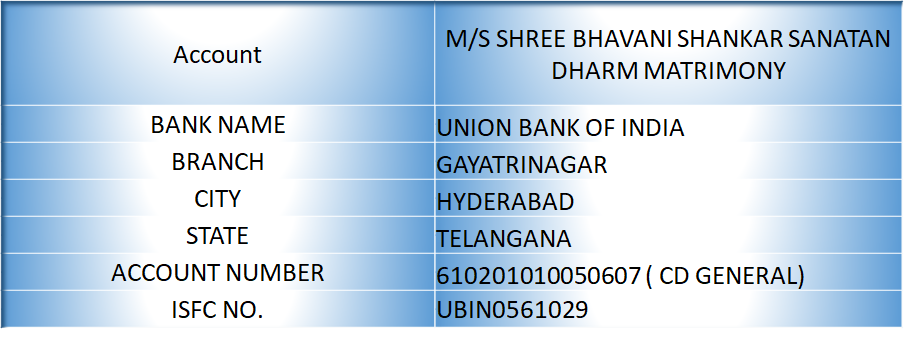 Account
M/S SHREE BHAVANI SHANKAR SANATAN
DHARM MATRIMONY
BANK NAME UNION BANK OF INDIA
BRANCH GAYATRINAGAR
CITY HYDERABAD
STATE TELANGANA
ACCOUNT NUMBER 610201010050607 ( CD GENERAL)
ISFC NO. UBIN0561029